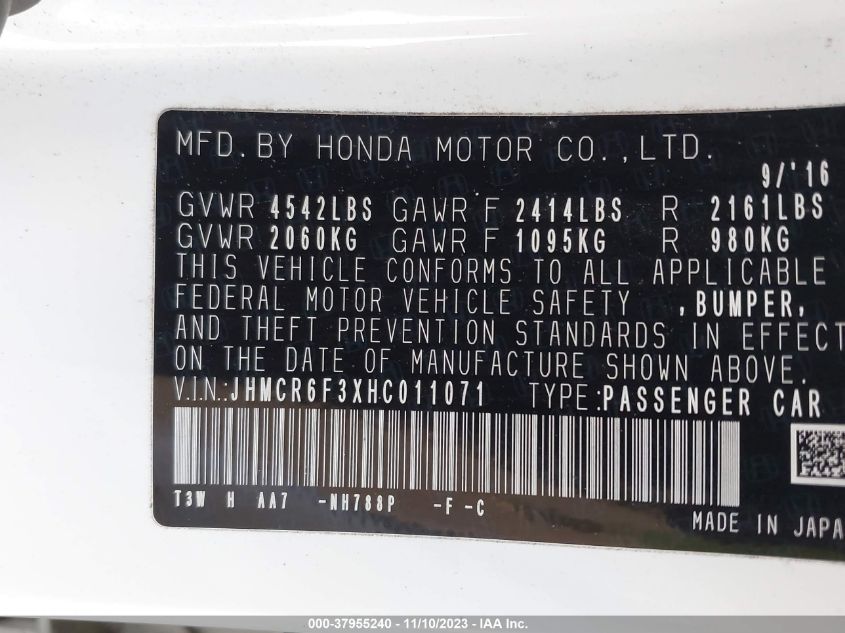 MFD. BY HONDA MOTOR CO., LTD.
9/'16
GVWR 4542LBS GAWR F 2414LBS R 2161LBS
GVWR 2060KG GAWR F 1095KG R 980KG
THIS VEHICLE CONFORMS TO ALL APPLICABLE
FEDERAL MOTOR VEHICLE SAFETY , BUMPER,
AND THEFT PREVENTION STANDARDS IN EFFECT
ON THE DATE OF MANUFACTURE SHOWN ABOVE.
V.I.N.:JHMCR6F3XHC011071 TYPE:PASSENGER CAR
T3W H AA7 -NH788P -F -C
MADE IN JAPA
000-37955240 - 11/10/2023 - IAA Inc.